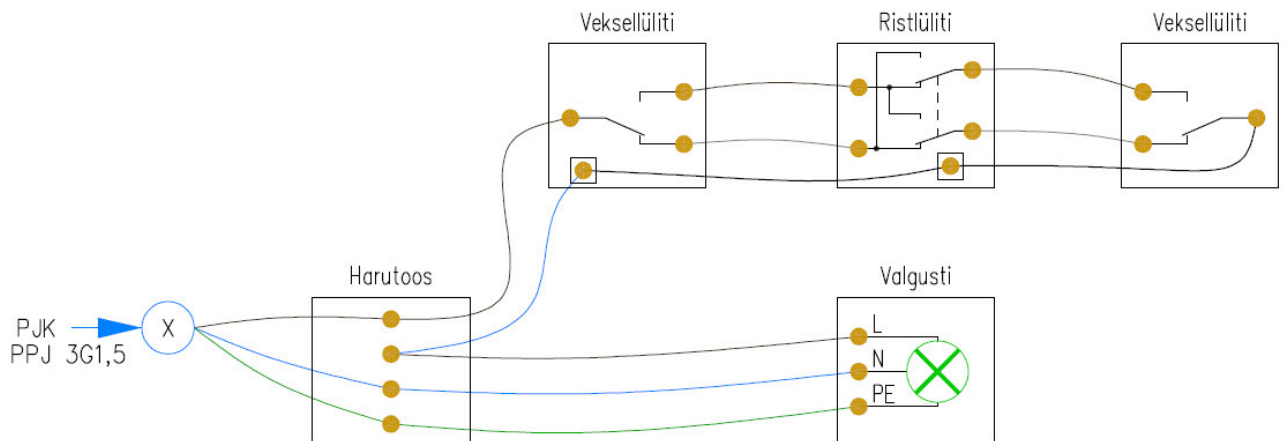 Veksellüliti
Ristlüliti
Veksellüliti
Harutoos
Valgusti
PJK
PPJ 3G1,5
X
L
N
PE